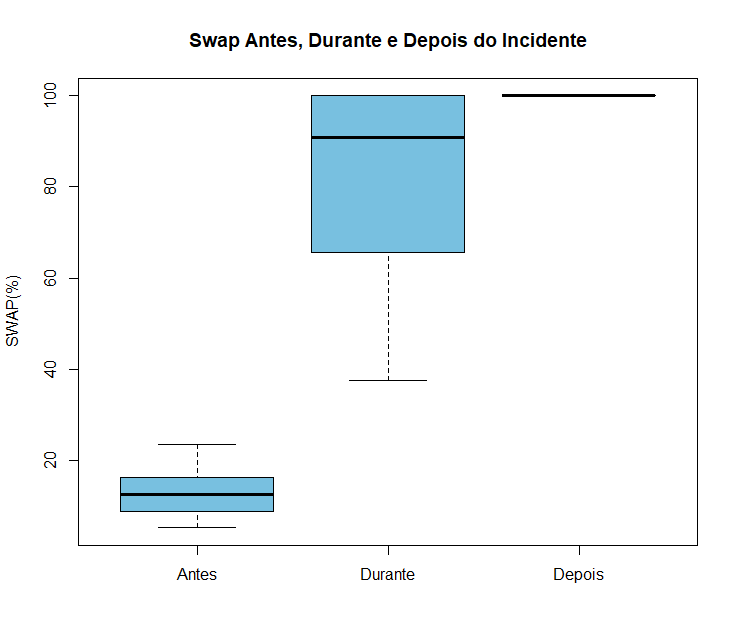 Swap Antes, Durante e Depois do Incidente
SWAP(%)
100
80
60
40
20
Antes Durante Depois